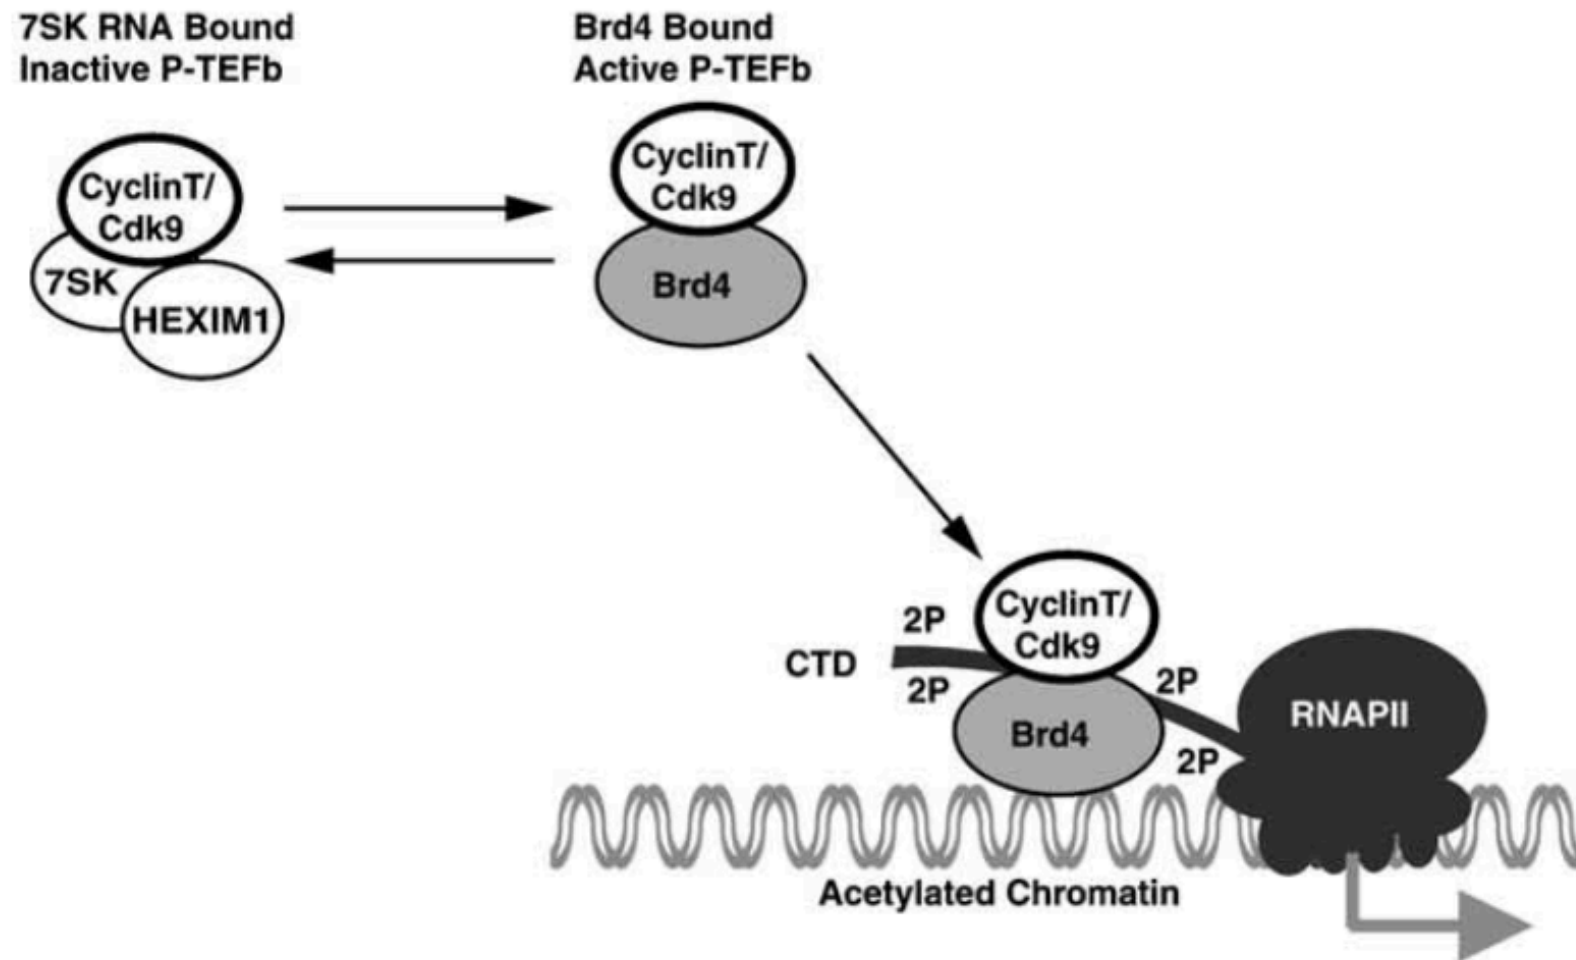 7SK RNA Bound
Inactive P-TEFb
Brd4 Bound
Active P-TEFb
CyclinT/
Cdk9
7SK
HEXIM1
CyclinT/
Cdk9
Brd4
CyclinT/
Cdk9
2P
CTD
2P
2P
Brd4
2P
RNAPII
Acetylated Chromatin